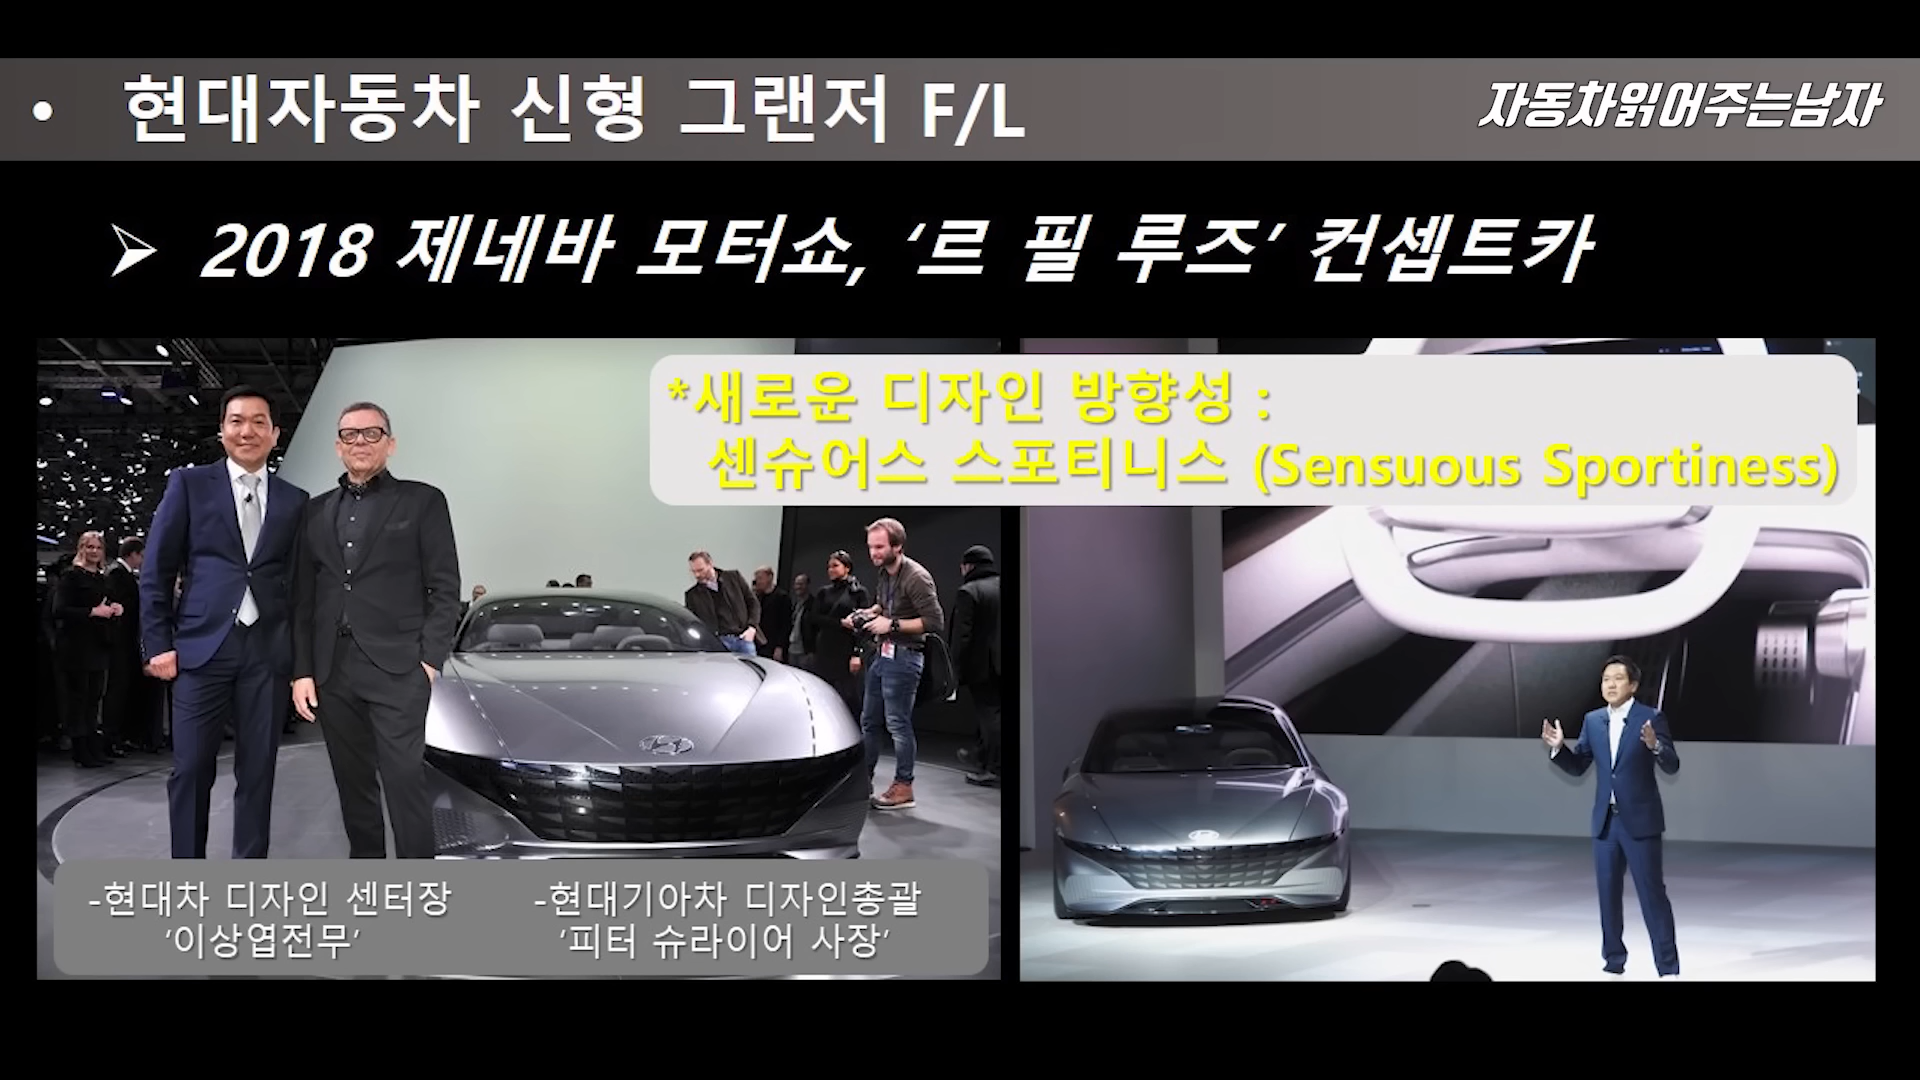 • 현대자동차 신형 그랜저 F/L
자동차읽어주는남자
➢ 2018 제네바 모터쇼, ‘르 필 루즈’ 컨셉트카
*새로운 디자인 방향성 :
센슈어스 스포티니스 (Sensuous Sportiness)
-현대차 디자인 센터장
‘이상엽전무’
-현대기아차 디자인총괄
‘피터 슈라이어 사장’